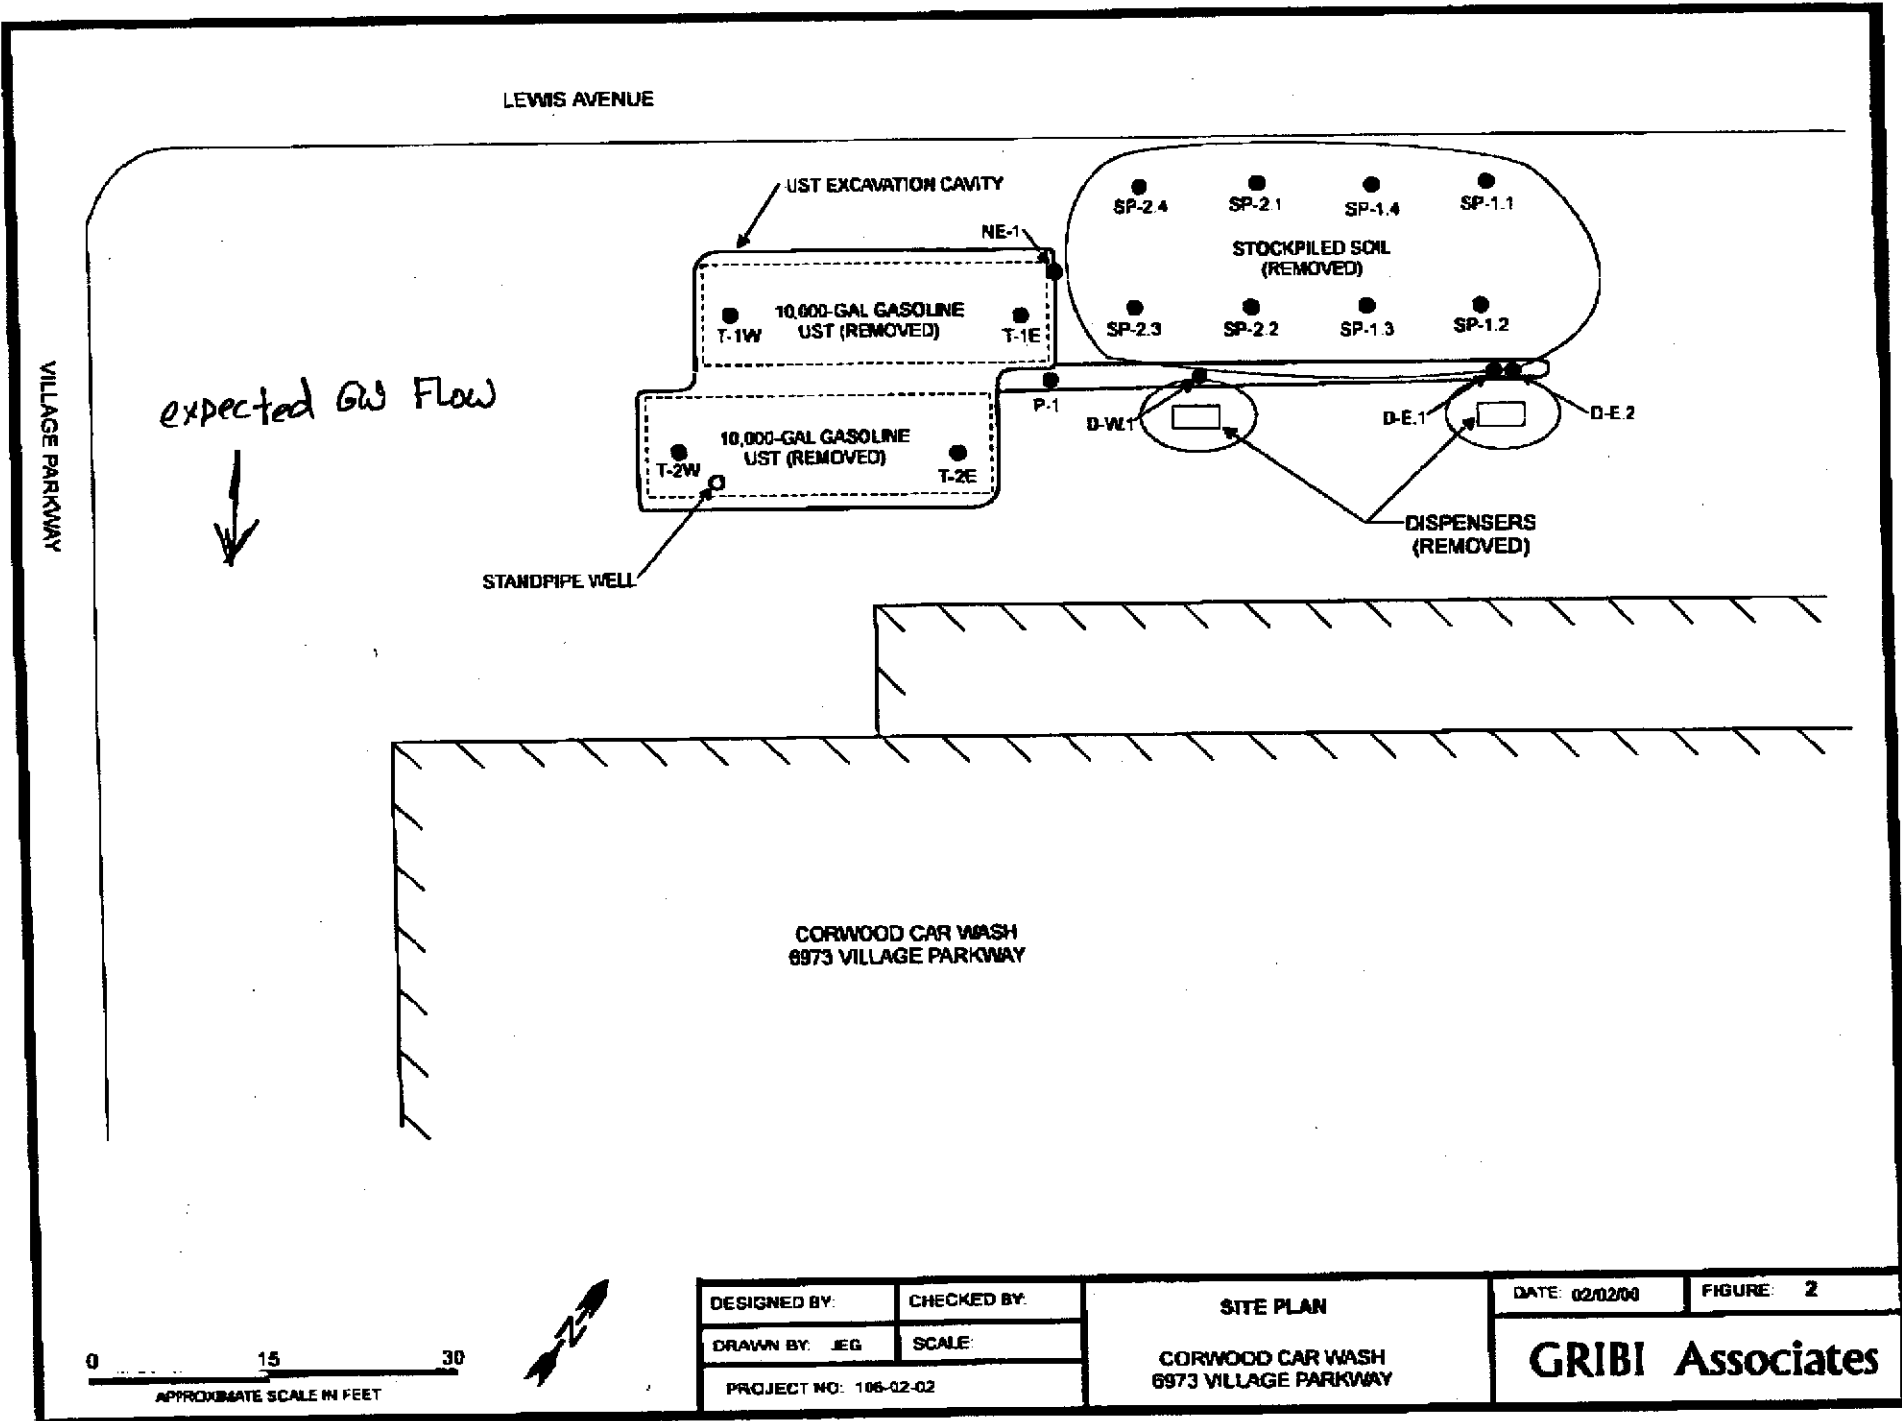 LEWIS AVENUE
UST EXCAVATION CAVITY
NE-1
SP-2.4
SP-2.1
SP-1.4
SP-1.1
STOCKPILED SOIL
(REMOVED)
10,000-GAL GASOLINE
UST (REMOVED)
T-1W
T-1E
SP-2.3
SP-2.2
SP-1.3
SP-1.2
VILLAGE PARKWAY
expected GW Flow
P-1
D-W.1
D-E.1
D-E.2
10,000-GAL GASOLINE
UST (REMOVED)
T-2W
T-2E
DISPENSERS
(REMOVED)
STANDPIPE WELL
CORWOOD CAR WASH
6973 VILLAGE PARKWAY
0 15 30
APPROXIMATE SCALE IN FEET
N
DESIGNED BY:
CHECKED BY:
DRAWN BY: JEG
SCALE:
PROJECT NO: 106-02-02
SITE PLAN
CORWOOD CAR WASH
6973 VILLAGE PARKWAY
DATE: 02/02/00
FIGURE: 2
GRIBI Associates